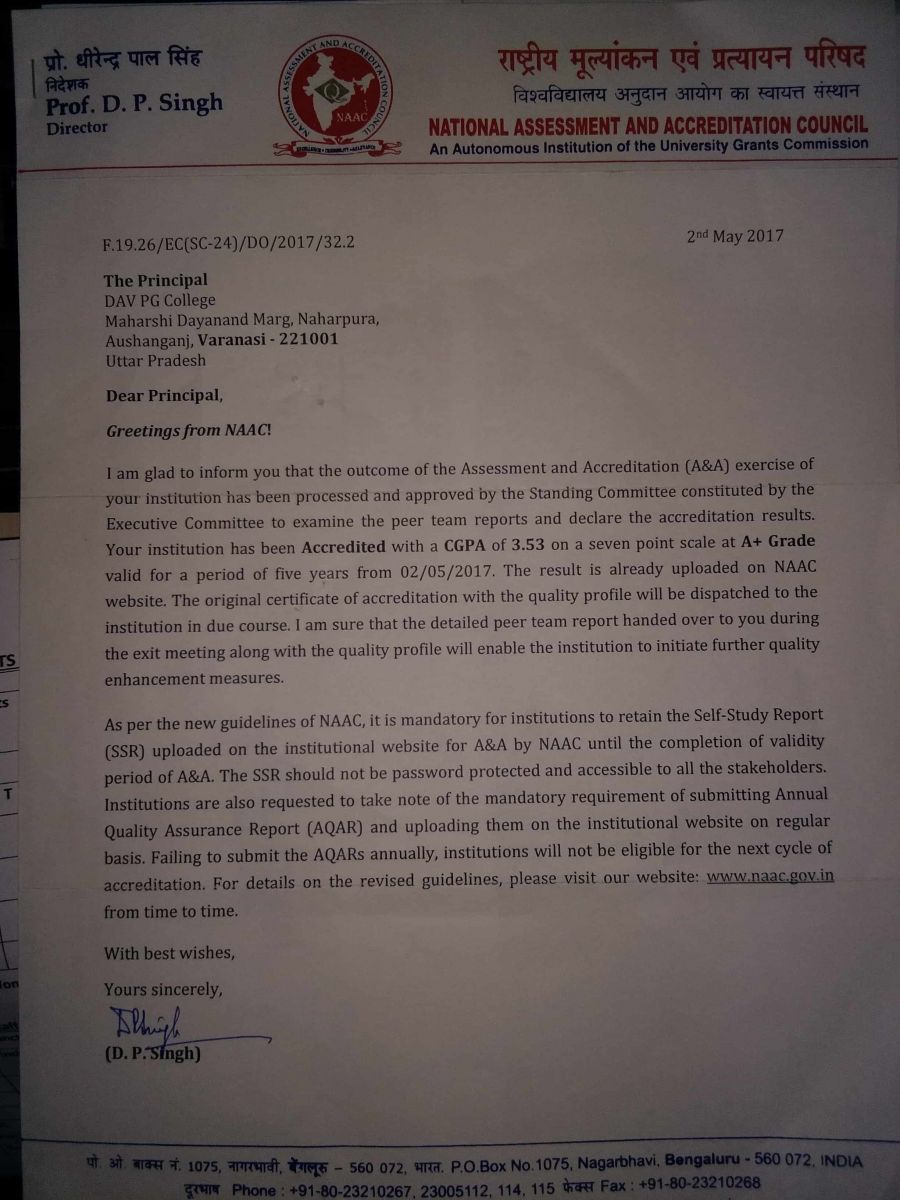 प्रो. धीरेन्द्र पाल सिंह
निदेशक
Prof. D. P. Singh
Director
NATIONAL ASSESSMENT AND ACCREDITATION COUNCIL
NAAC
राष्ट्रीय मूल्यांकन एवं प्रत्यायन परिषद
विश्वविद्यालय अनुदान आयोग का स्वायत्त संस्थान
NATIONAL ASSESSMENT AND ACCREDITATION COUNCIL
An Autonomous Institution of the University Grants Commission
F.19.26/EC(SC-24)/DO/2017/32.2
2nd May 2017
The Principal
DAV PG College
Maharshi Dayanand Marg, Naharpura,
Aushanganj, Varanasi - 221001
Uttar Pradesh
Dear Principal,
Greetings from NAAC!
I am glad to inform you that the outcome of the Assessment and Accreditation (A&A) exercise of
your institution has been processed and approved by the Standing Committee constituted by the
Executive Committee to examine the peer team reports and declare the accreditation results.
Your institution has been Accredited with a CGPA of 3.53 on a seven point scale at A+ Grade
valid for a period of five years from 02/05/2017. The result is already uploaded on NAAC
website. The original certificate of accreditation with the quality profile will be dispatched to the
institution in due course. I am sure that the detailed peer team report handed over to you during
the exit meeting along with the quality profile will enable the institution to initiate further quality
enhancement measures.
As per the new guidelines of NAAC, it is mandatory for institutions to retain the Self-Study Report
(SSR) uploaded on the institutional website for A&A by NAAC until the completion of validity
period of A&A. The SSR should not be password protected and accessible to all the stakeholders.
Institutions are also requested to take note of the mandatory requirement of submitting Annual
Quality Assurance Report (AQAR) and uploading them on the institutional website on regular
basis. Failing to submit the AQARs annually, institutions will not be eligible for the next cycle of
accreditation. For details on the revised guidelines, please visit our website: www.naac.gov.in
from time to time.
With best wishes,
Yours sincerely,
DPSingh
(D. P. Singh)
पो. ओ. बाक्स नं. 1075, नागरभावी, बेंगलूरु – 560 072, भारत. P.O.Box No.1075, Nagarbhavi, Bengaluru - 560 072, INDIA
दूरभाष Phone : +91-80-23210267, 23005112, 114, 115 फेक्स Fax : +91-80-23210268